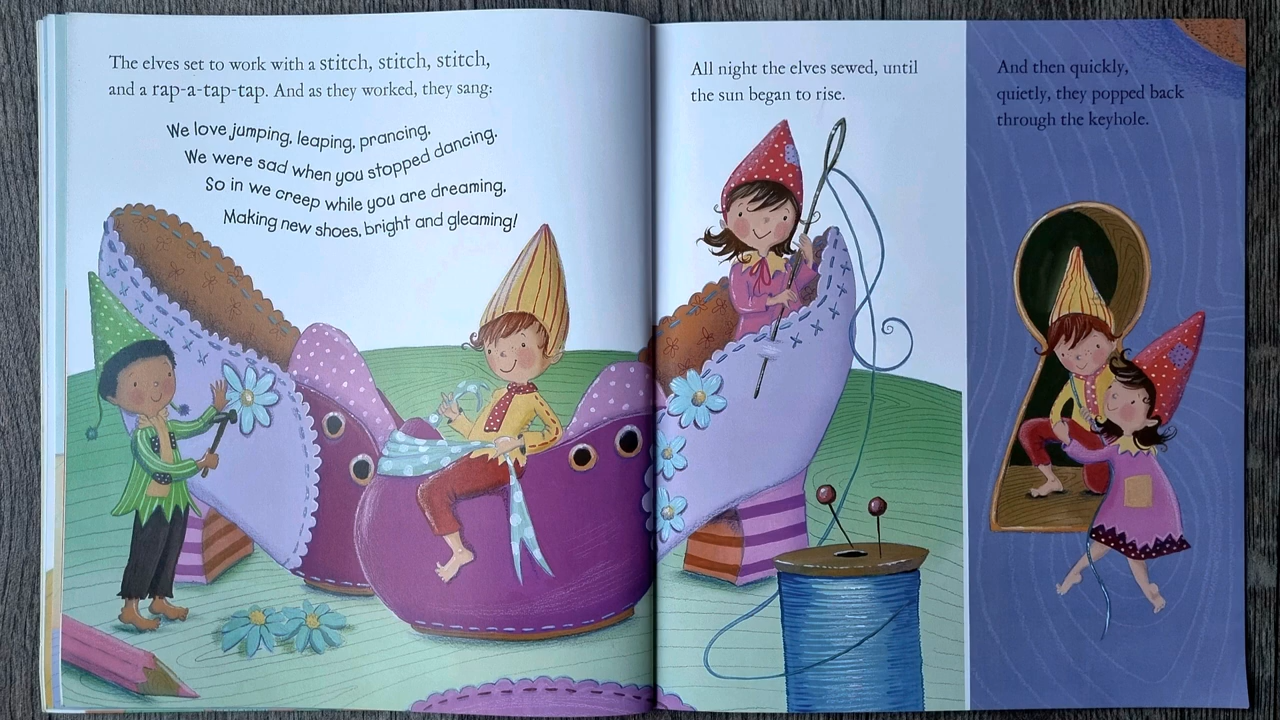 The elves set to work with a stitch, stitch, stitch,
and a rap-a-tap-tap. And as they worked, they sang:
We love jumping, leaping, prancing,
We were sad when you stopped dancing.
So in we creep while you are dreaming,
Making new shoes, bright and gleaming!
All night the elves sewed, until
the sun began to rise.
And then quickly,
quietly, they popped back
through the keyhole.